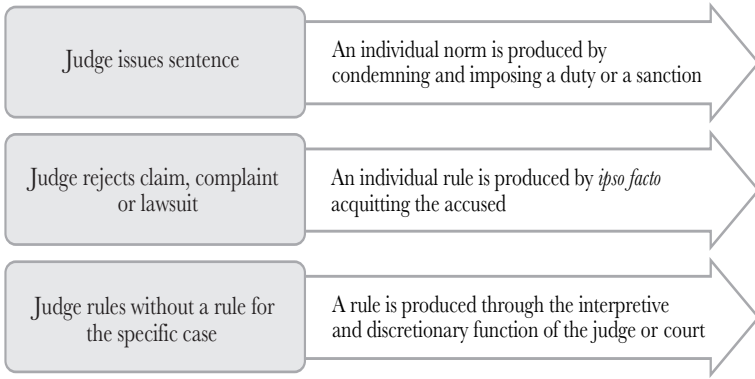 Judge issues sentence
An individual norm is produced by
condemning and imposing a duty or a sanction
Judge rejects claim, complaint
or lawsuit
An individual rule is produced by ipso facto
acquitting the accused
Judge rules without a rule for
the specific case
A rule is produced through the interpretive
and discretionary function of the judge or court